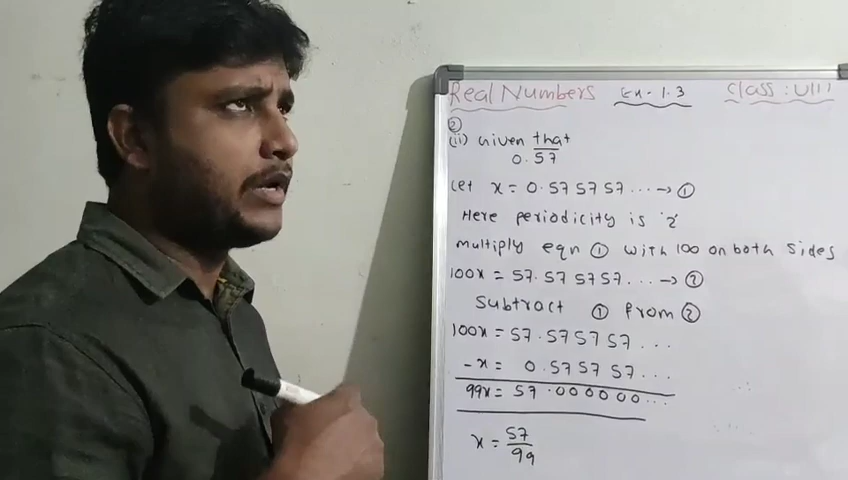 Real Numbers Ex - 1.3 Class : VIII
②
(ii) Given that
0.5̅7̅
Let x = 0.57 57 57... → ①
Here periodicity is '2
multiply eqn ① with 100 on both sides
100x = 57.57 57 57... → ②
Subtract ① from ②
100x = 57.57 57 57 ...
-x = 0.57 57 57...
99x = 57.000000...
x = 57/99